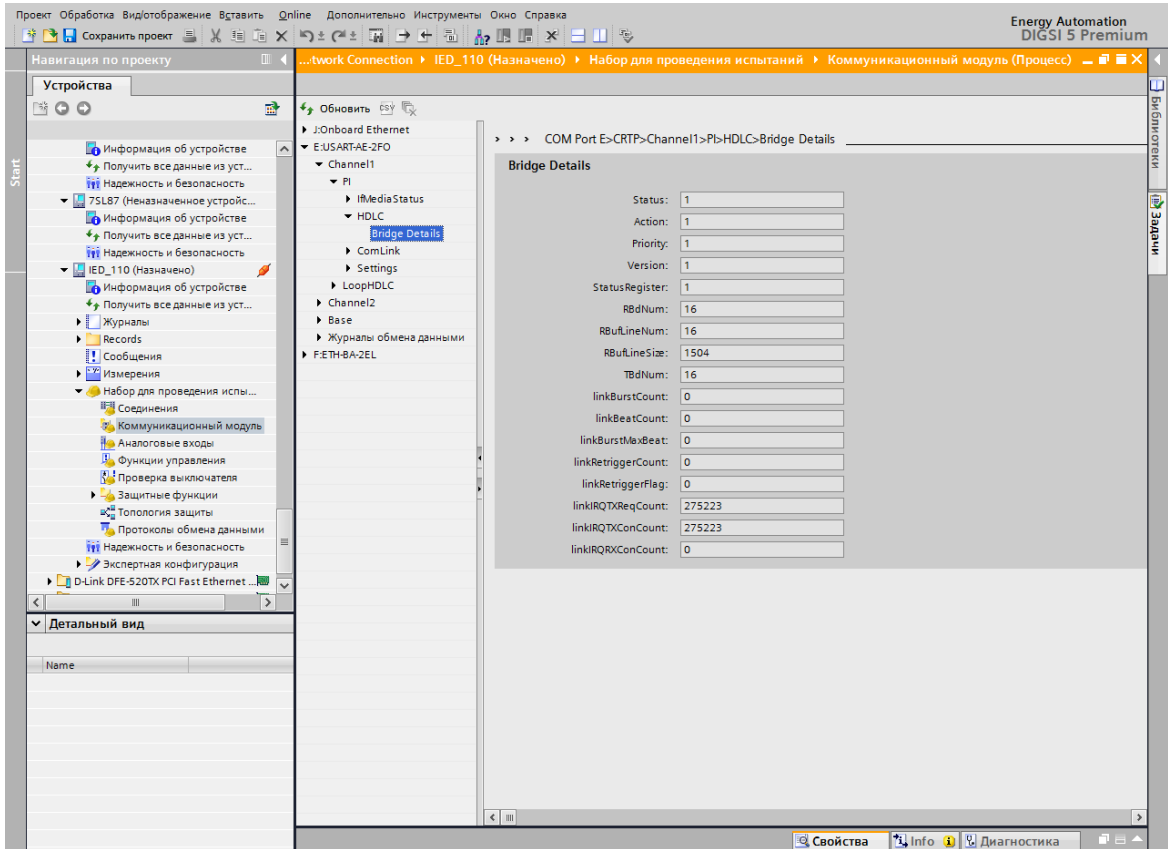 Проект Обработка Вид/отображение Вставить Online Дополнительно Инструменты Окно Справка
Energy Automation
DIGSI 5 Premium
Сохранить проект
Навигация по проекту
...twork Connection IED_110 (Назначено) Набор для проведения испытаний Коммуникационный модуль (Процесс)
Устройства
Start
Информация об устройстве
Получить все данные из уст...
Надежность и безопасность
7SL87 (Неназначенное устройс...
Информация об устройстве
Получить все данные из уст...
Надежность и безопасность
IED_110 (Назначено)
Информация об устройстве
Получить все данные из уст...
Журналы
Records
Сообщения
Измерения
Набор для проведения испы...
Соединения
Коммуникационный модуль
Аналоговые входы
Функции управления
Проверка выключателя
Защитные функции
Топология защиты
Протоколы обмена данными
Надежность и безопасность
Экспертная конфигурация
D-Link DFE-520TX PCI Fast Ethernet ...
Детальный вид
Name
Обновить CSV
J:Onboard Ethernet
E:USART-AE-2FO
Channel1
PI
IfMediaStatus
HDLC
Bridge Details
ComLink
Settings
LoopHDLC
Channel2
Base
Журналы обмена данными
F:ETH-BA-2EL
> > > COM Port E>CRTP>Channel1>PI>HDLC>Bridge Details
Bridge Details
Status: 1
Action: 1
Priority: 1
Version: 1
StatusRegister: 1
RBdNum: 16
RBufLineNum: 16
RBufLineSize: 1504
TBdNum: 16
linkBurstCount: 0
linkBeatCount: 0
linkBurstMaxBeat: 0
linkRetriggerCount: 0
linkRetriggerFlag: 0
linkIRQTXReqCount: 275223
linkIRQTXConCount: 275223
linkIRQRXConCount: 0
Библиотеки
Задачи
Свойства Info Диагностика